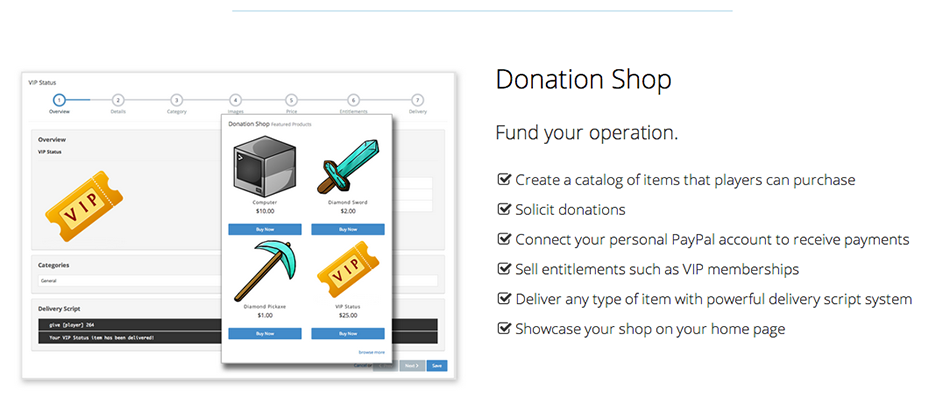 VIP Status
1 2 3 4 5 6 7
Overview Details Category Images Price Entitlements Delivery
Overview
VIP Status
VIP
Categories
General
Delivery Script
give [player] 264
Your VIP Status item has been delivered!
Next > Save
Donation Shop Featured Products
Computer Diamond Sword
$10.00 $2.00
Buy Now Buy Now
VIP
Diamond Pickaxe VIP Status
$1.00 $25.00
Buy Now Buy Now
browse more
Donation Shop
Fund your operation.
Create a catalog of items that players can purchase
Solicit donations
Connect your personal PayPal account to receive payments
Sell entitlements such as VIP memberships
Deliver any type of item with powerful delivery script system
Showcase your shop on your home page